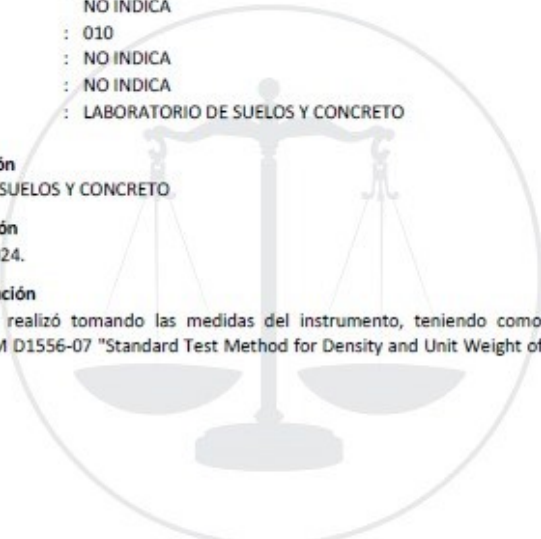 NO INDICA
: 010
: NO INDICA
: NO INDICA
: LABORATORIO DE SUELOS Y CONCRETO
ón
SUELOS Y CONCRETO
ón
24.
ción
realizó tomando las medidas del instrumento, teniendo como
M D1556-07 "Standard Test Method for Density and Unit Weight of